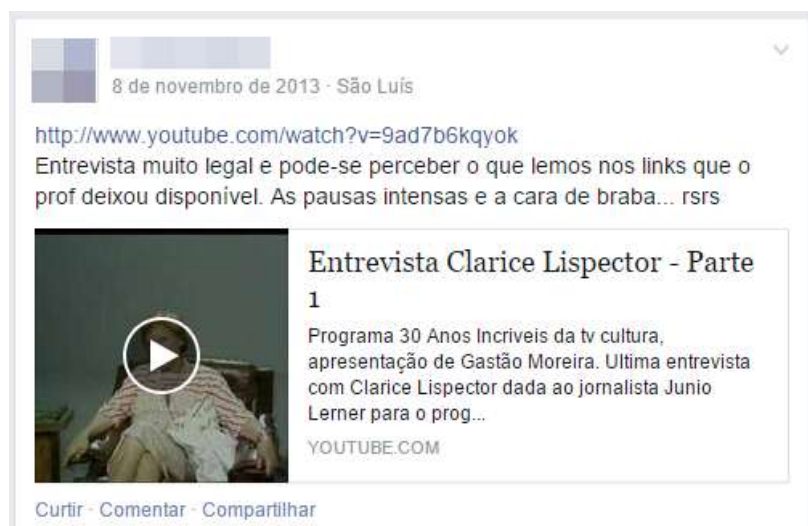 8 de novembro de 2013 · São Luís
http://www.youtube.com/watch?v=9ad7b6kqyok
Entrevista muito legal e pode-se perceber o que lemos nos links que o
prof deixou disponível. As pausas intensas e a cara de braba... rsrs
Entrevista Clarice Lispector - Parte
1
Programa 30 Anos Incriveis da tv cultura,
apresentação de Gastão Moreira. Ultima entrevista
com Clarice Lispector dada ao jornalista Junio
Lerner para o prog...
YOUTUBE.COM
Curtir · Comentar · Compartilhar